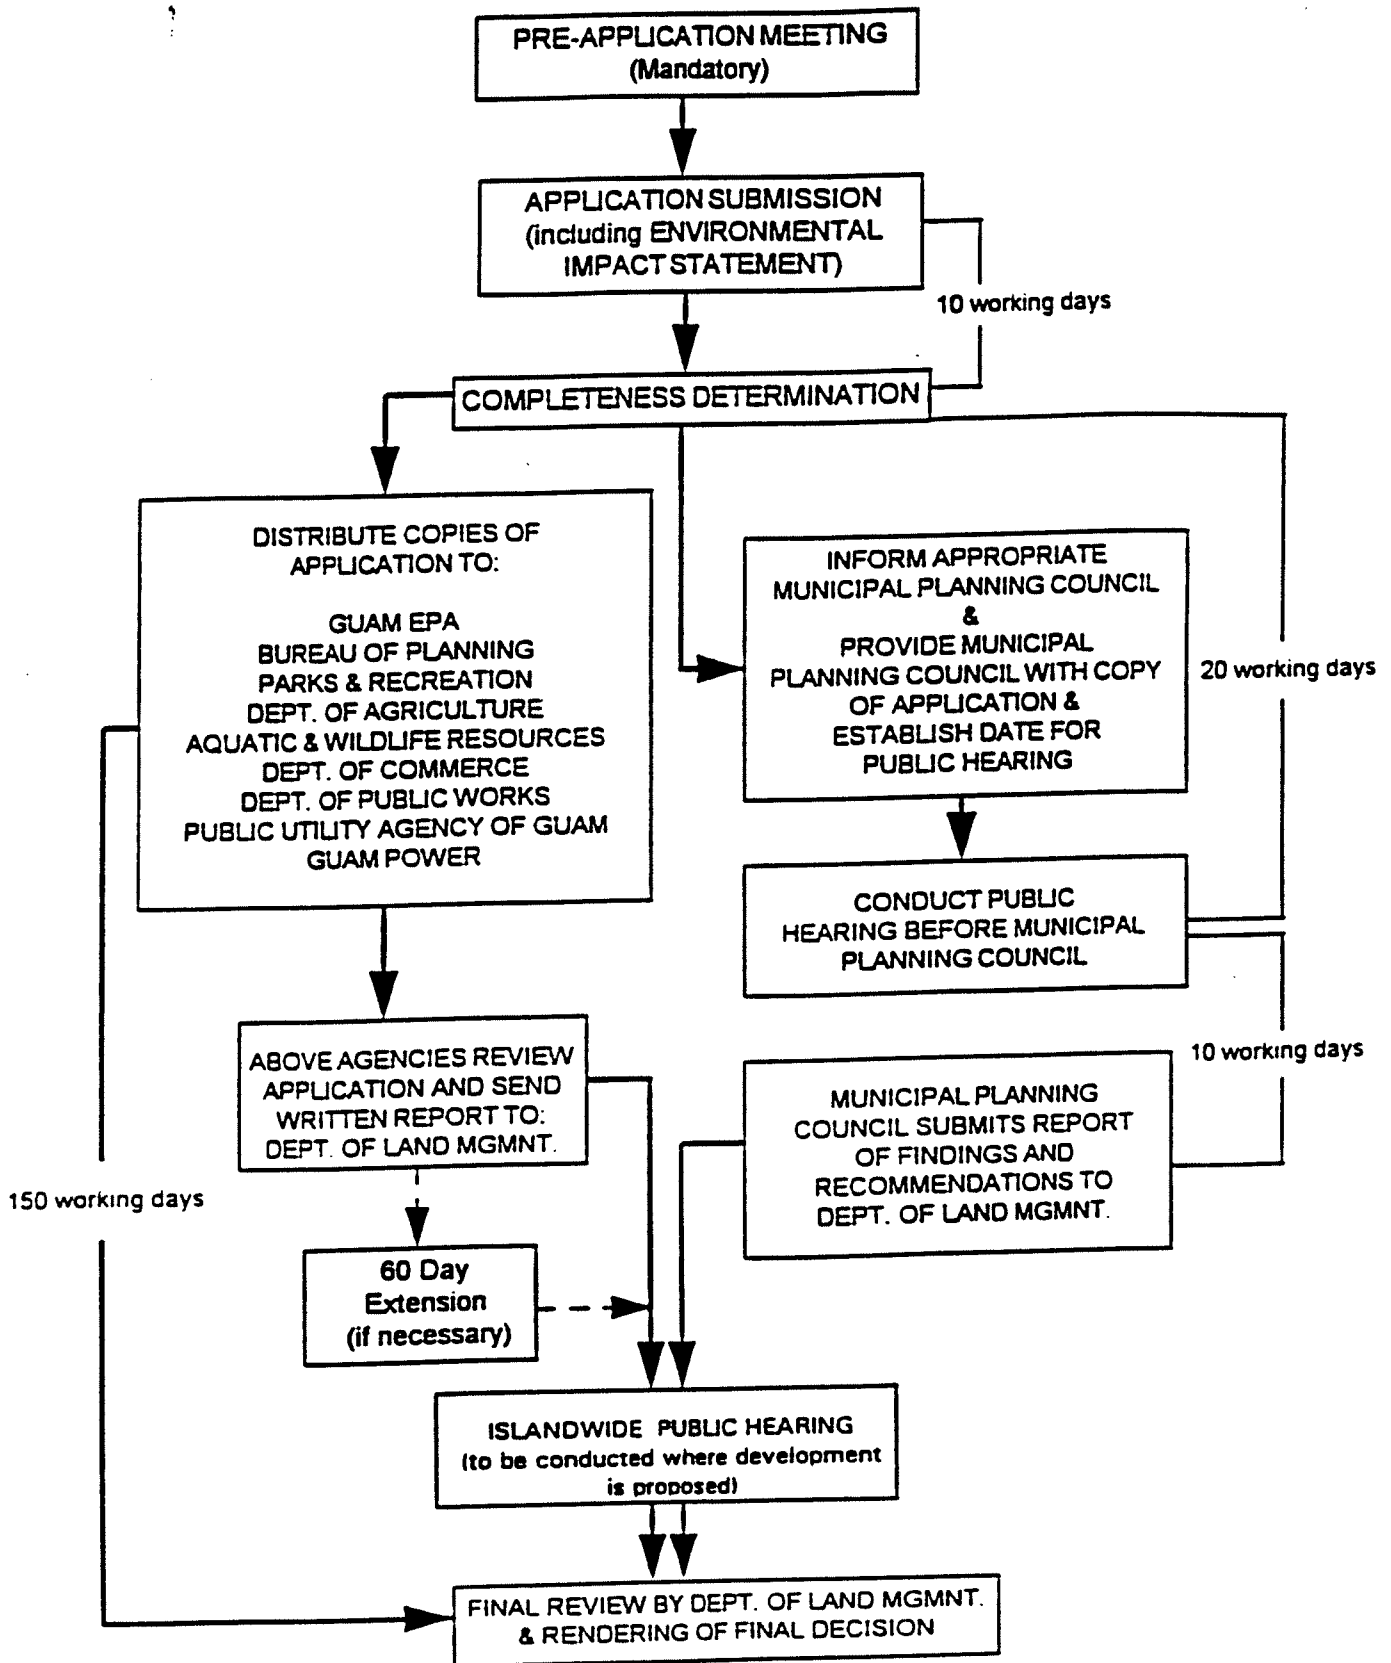 PRE-APPLICATION MEETING
(Mandatory)
APPLICATION SUBMISSION
(including ENVIRONMENTAL
IMPACT STATEMENT)
10 working days
COMPLETENESS DETERMINATION
DISTRIBUTE COPIES OF
APPLICATION TO:
GUAM EPA
BUREAU OF PLANNING
PARKS & RECREATION
DEPT. OF AGRICULTURE
AQUATIC & WILDLIFE RESOURCES
DEPT. OF COMMERCE
DEPT. OF PUBLIC WORKS
PUBLIC UTILITY AGENCY OF GUAM
GUAM POWER
INFORM APPROPRIATE
MUNICIPAL PLANNING COUNCIL
&
PROVIDE MUNICIPAL
PLANNING COUNCIL WITH COPY
OF APPLICATION &
ESTABLISH DATE FOR
PUBLIC HEARING
20 working days
CONDUCT PUBLIC
HEARING BEFORE MUNICIPAL
PLANNING COUNCIL
10 working days
ABOVE AGENCIES REVIEW
APPLICATION AND SEND
WRITTEN REPORT TO:
DEPT. OF LAND MGMNT.
MUNICIPAL PLANNING
COUNCIL SUBMITS REPORT
OF FINDINGS AND
RECOMMENDATIONS TO
DEPT. OF LAND MGMNT.
150 working days
60 Day
Extension
(if necessary)
ISLANDWIDE PUBLIC HEARING
(to be conducted where development
is proposed)
FINAL REVIEW BY DEPT. OF LAND MGMNT.
& RENDERING OF FINAL DECISION